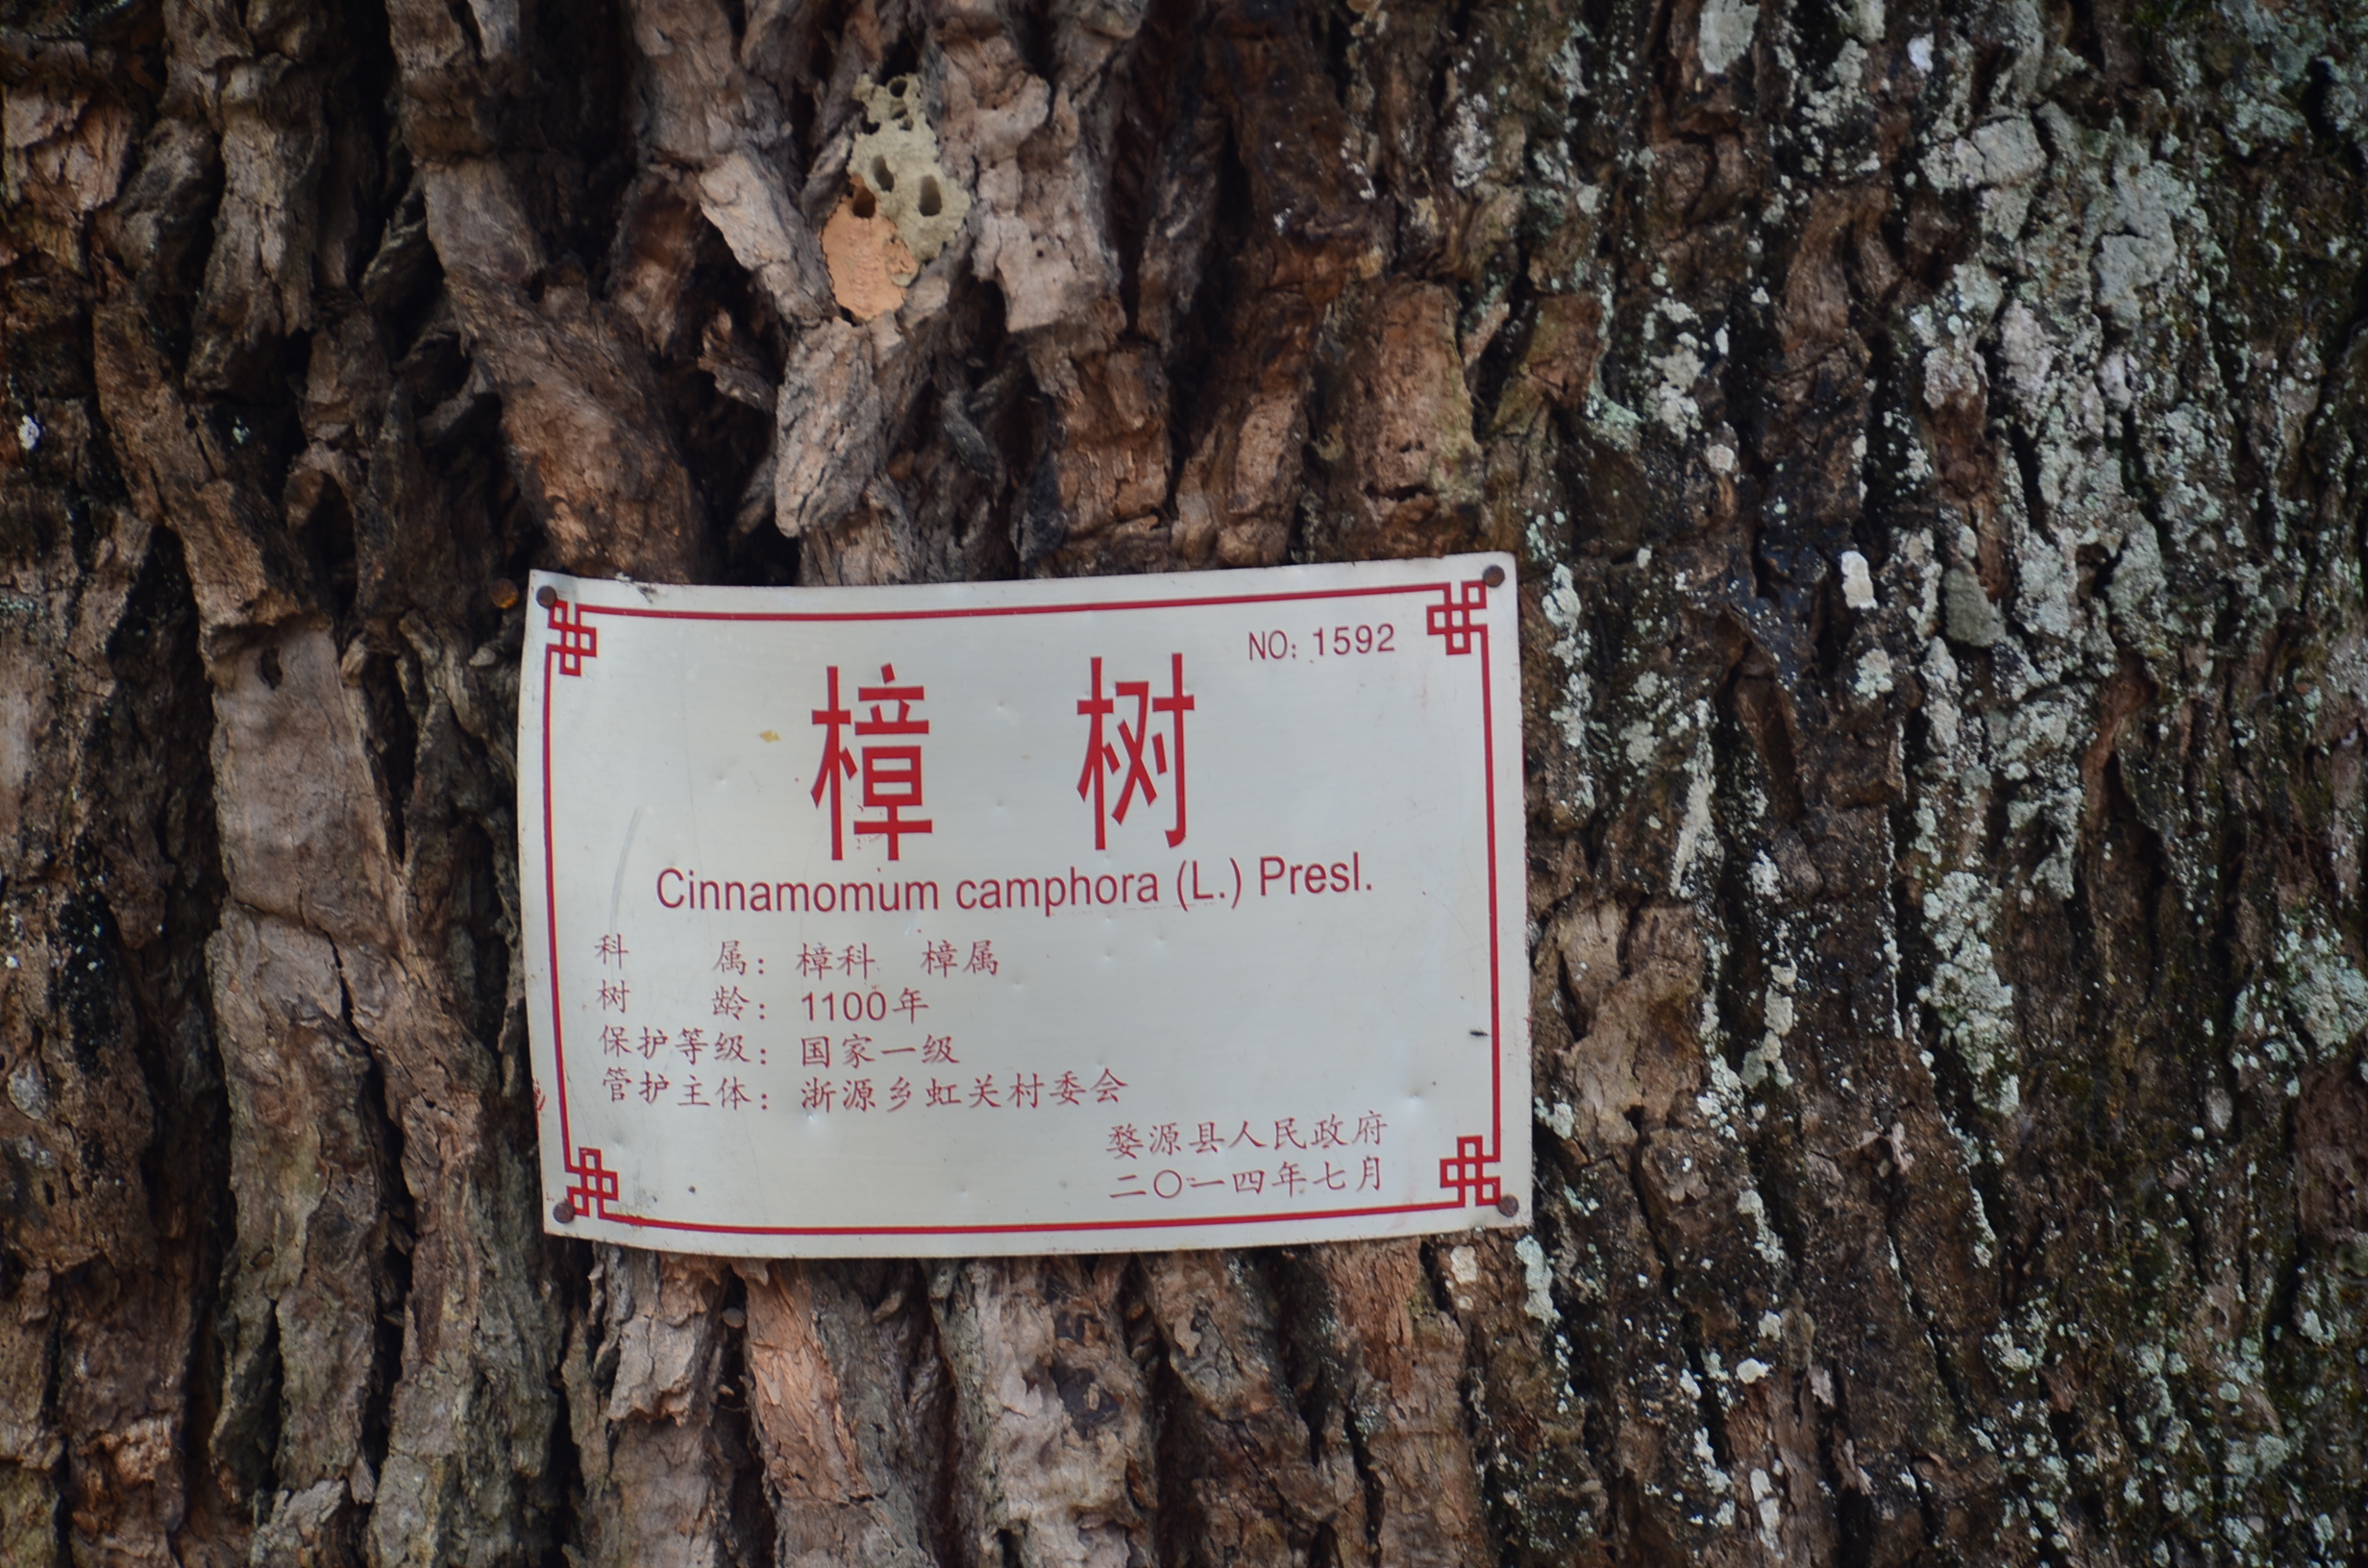 NO: 1592
樟 树
Cinnamomum camphora (L.) Presl.
科 属: 樟科 樟属
树 龄: 1100年
保护等级: 国家一级
管护主体: 浙源乡虹关村委会
婺源县人民政府
二〇一四年七月